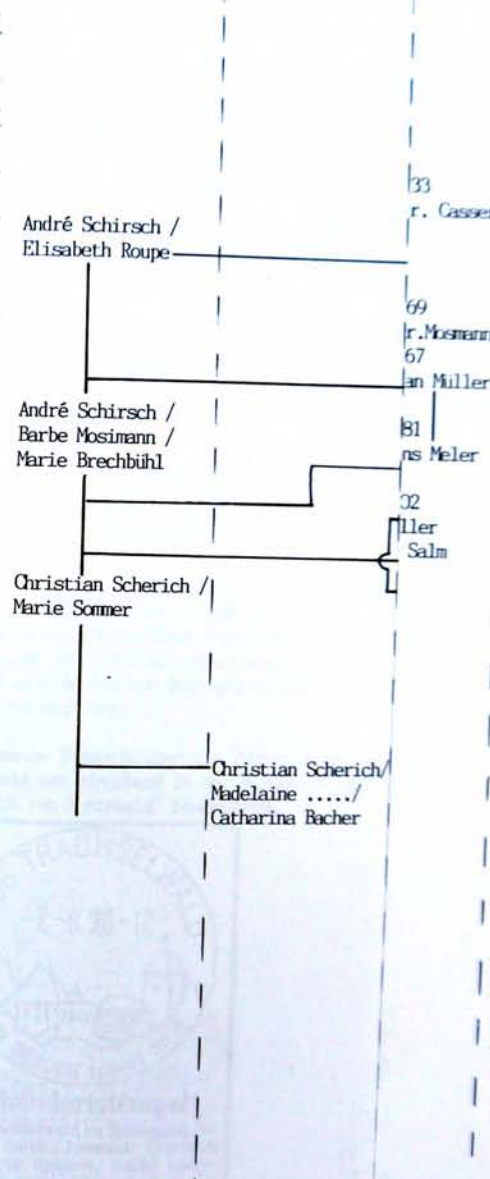 33
r. Casser
André Schirsch /
Elisabeth Roupe
69
r.Mosmann
67
an Müller
André Schirsch /
Barbe Mosimann /
Marie Brechbühl
81
ns Meler
02
ller
Salm
Christian Scherich /
Marie Sommer
Christian Scherich/
Madelaine ...../
Catharina Bacher